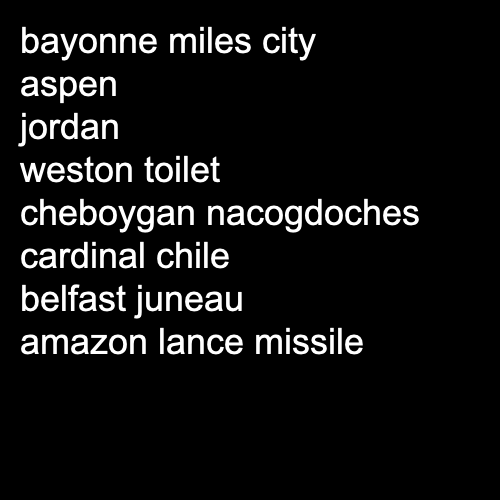 bayonne miles city
aspen
jordan
weston toilet
cheboygan nacogdoches
cardinal chile
belfast juneau
amazon lance missile